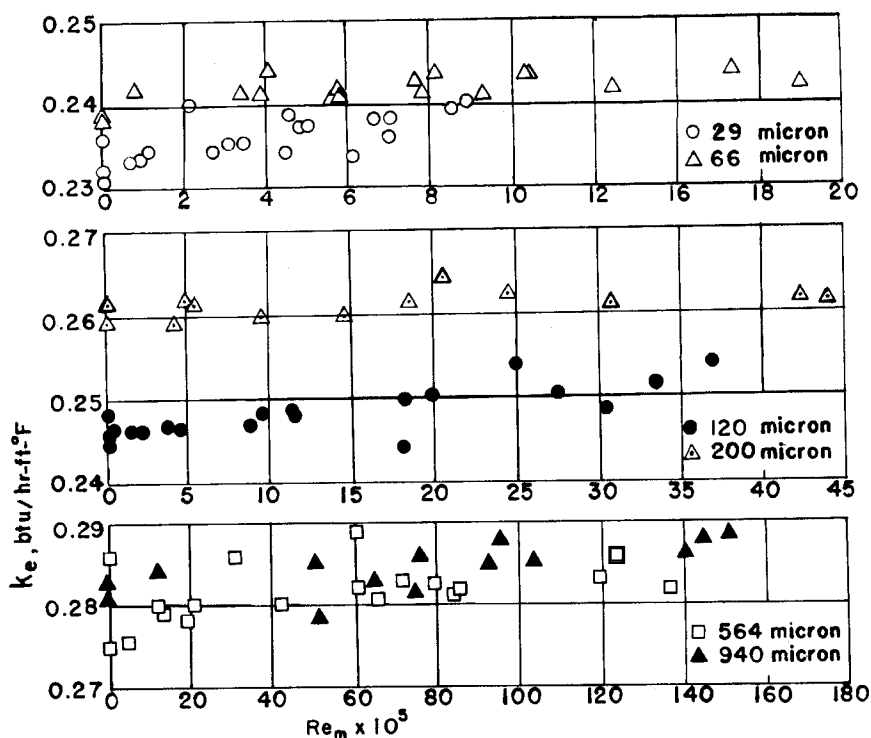 0.25
0.24
0.23
0 2 4 6 8 10 12 14 16 18 20
○ 29 micron
△ 66 micron
0.27
0.26
0.25
0.24
0 5 10 15 20 25 30 35 40 45
● 120 micron
△ 200 micron
ke, btu/hr-ft-°F
0.29
0.28
0.27
0 20 40 60 80 100 120 140 160 180
□ 564 micron
▲ 940 micron
Rem x 10⁵